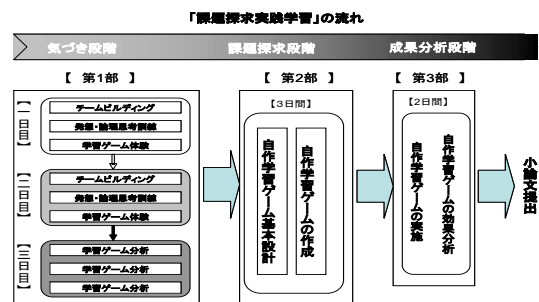 「課題探求実践学習」の流れ
気づき段階
課題探求段階
成果分析段階
【 第1部 】
【 第2部 】
【 第3部 】
【一日目】
チームビルディング
発想・論理思考訓練
学習ゲーム体験
【二日目】
チームビルディング
発想・論理思考訓練
学習ゲーム体験
【三日目】
学習ゲーム分析
学習ゲーム分析
学習ゲーム分析
【3日間】
自作学習ゲーム基本設計
自作学習ゲームの作成
【2日間】
自作学習ゲームの実施
自作学習ゲームの効果分析
小論文提出